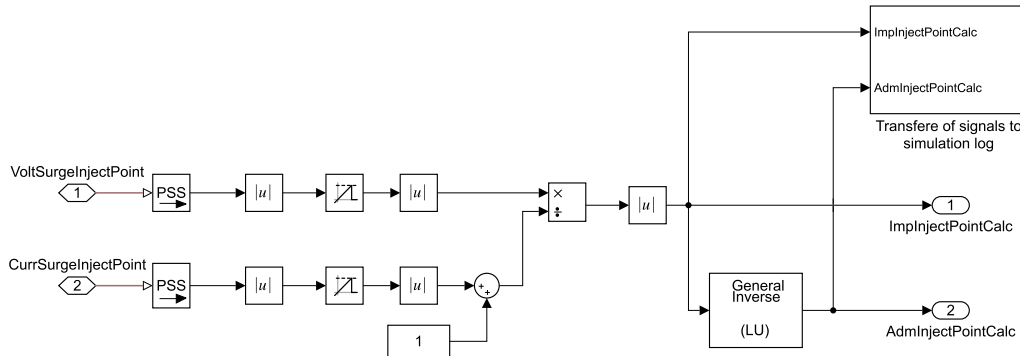 ImpInjectPointCalc
AdmInjectPointCalc
Transfere of signals to
simulation log
VoltSurgeInjectPoint
1
PSS
|u|
|u|
×
÷
|u|
1
ImpInjectPointCalc
CurrSurgeInjectPoint
2
PSS
|u|
|u|
+
+
1
General
Inverse
(LU)
2
AdmInjectPointCalc